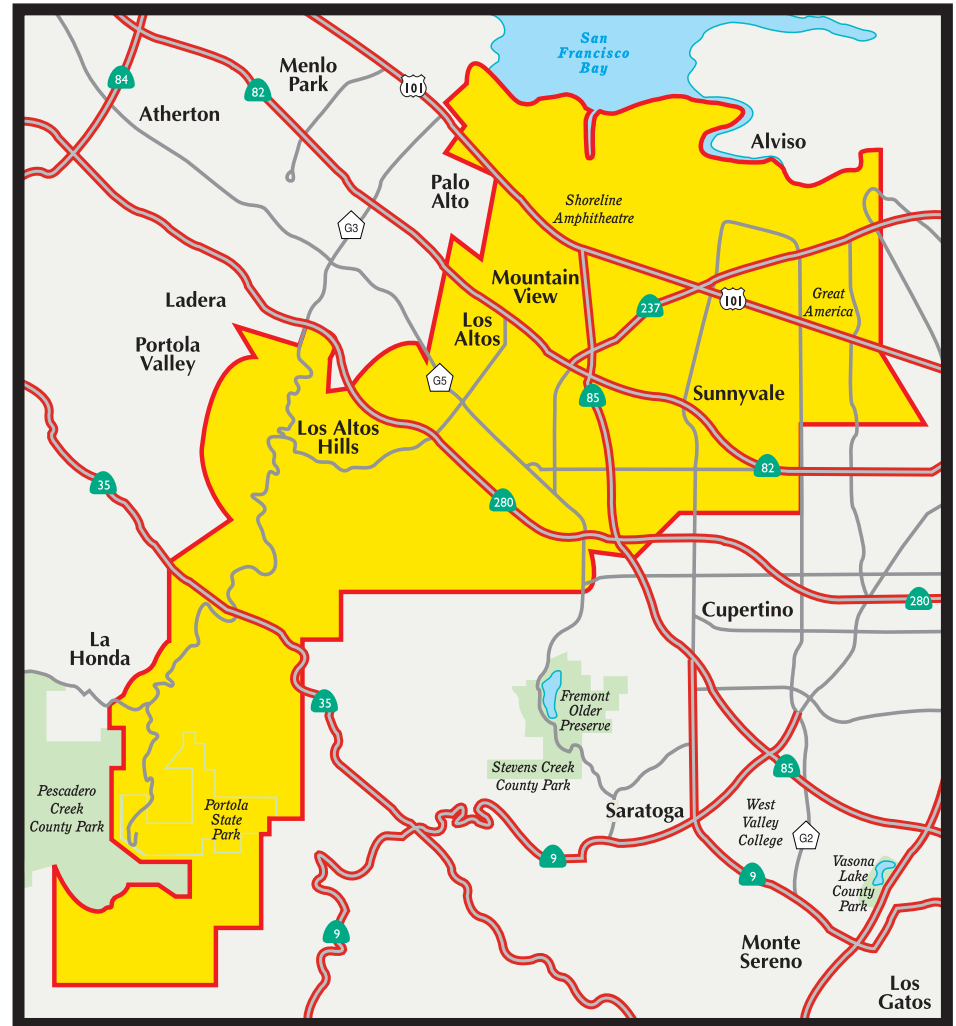 San
Francisco
Bay
Menlo
Park
84
82
101
Atherton
Alviso
Palo
Alto
Shoreline
Amphitheatre
G3
Mountain
View
Ladera
237
101
Great
America
Los
Altos
Portola
Valley
G5
85
Sunnyvale
Los Altos
Hills
82
35
280
280
Cupertino
La
Honda
35
Fremont
Older
Preserve
Stevens Creek
County Park
85
Pescadero
Creek
County Park
Portola
State
Park
Saratoga
West
Valley
College
G2
9
9
Vasona
Lake
County
Park
9
Monte
Sereno
Los
Gatos